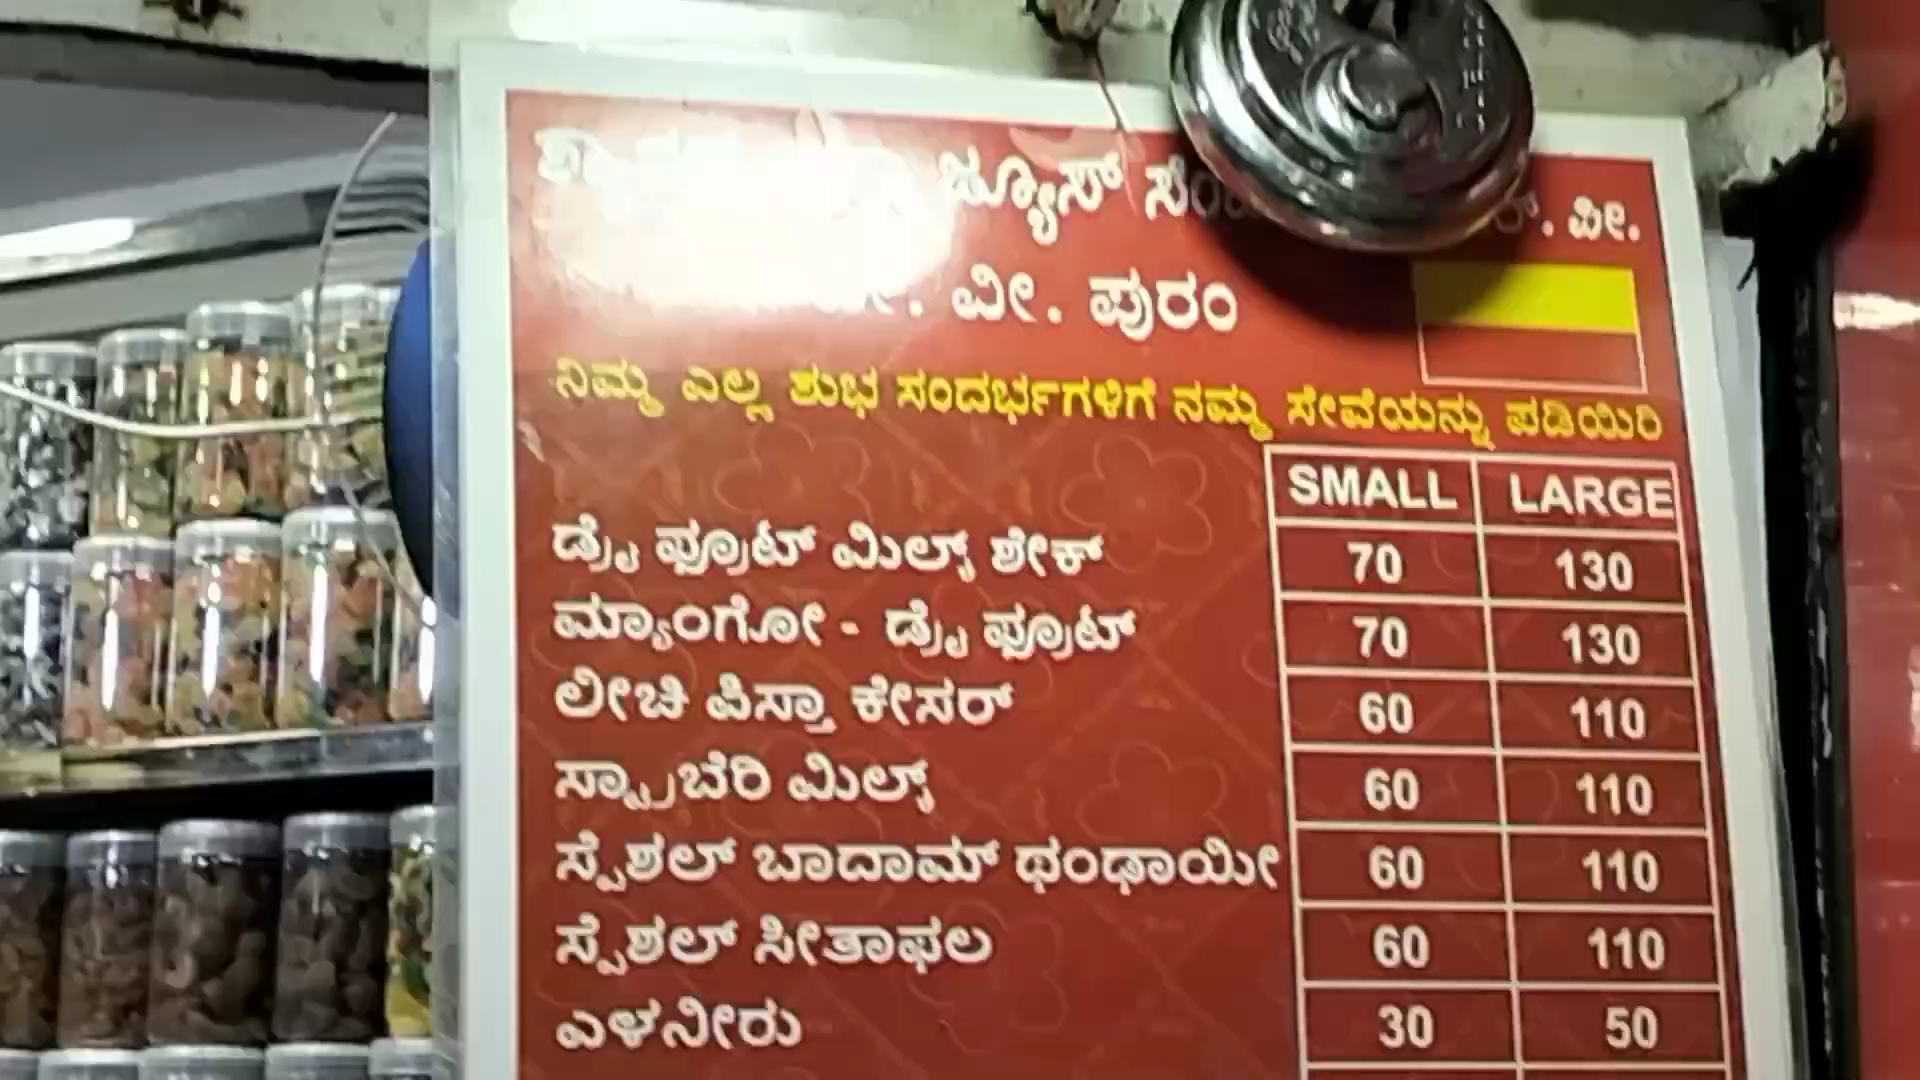 ಜ್ಯೂಸ್ ವೀ.
ವೀ. ಪುರಂ
ನಿಮ್ಮ ಎಲ್ಲ ಶುಭ ಸಂದರ್ಭಗಳಿಗೆ ನಮ್ಮ ಸೇವೆಯನ್ನು ಪಡಿಯಿರಿ
SMALL LARGE
ಡ್ರೈ ಫ್ರೂಟ್ ಮಿಲ್ಕ್ ಶೇಕ್ 70 130
ಮ್ಯಾಂಗೋ - ಡ್ರೈ ಫ್ರೂಟ್ 70 130
ಲೀಚಿ ಪಿಸ್ತಾ ಕೇಸರ್ 60 110
ಸ್ಟ್ರಾಬೆರಿ ಮಿಲ್ಕ್ 60 110
ಸ್ಪೆಶಲ್ ಬಾದಾಮ್ ಥಂಢಾಯೀ 60 110
ಸ್ಪೆಶಲ್ ಸೀತಾಫಲ 60 110
ಎಳನೀರು 30 50